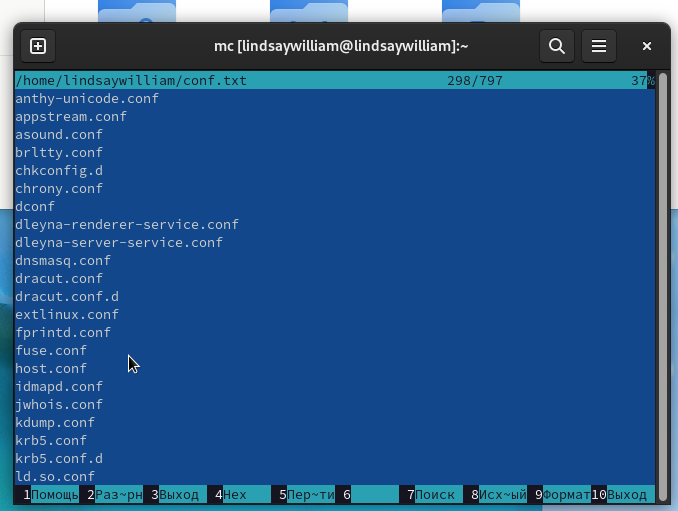 mc [lindsaywilliam@lindsaywilliam]:~
/home/lindsaywilliam/conf.txt 298/797 37%
anthy-unicode.conf
appstream.conf
asound.conf
brltty.conf
chkconfig.d
chrony.conf
dconf
dleyna-renderer-service.conf
dleyna-server-service.conf
dnsmasq.conf
dracut.conf
dracut.conf.d
extlinux.conf
fprintd.conf
fuse.conf
host.conf
idmapd.conf
jwhois.conf
kdump.conf
krb5.conf
krb5.conf.d
ld.so.conf
1Помощь 2Раз~рн 3Выход 4Hex 5Пер~ти 6 7Поиск 8Исх~ый 9Формат 10Выход